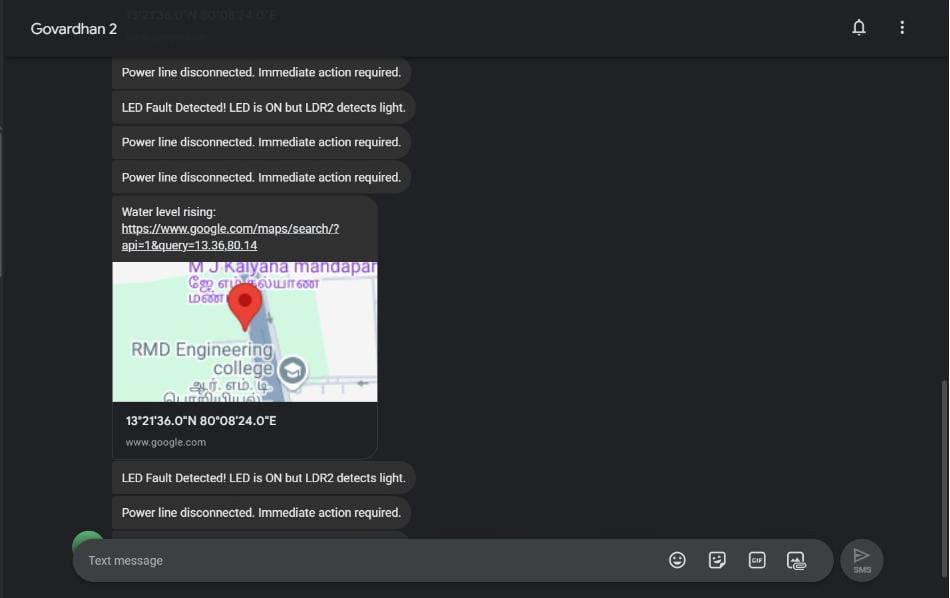 13°21'36.0"N 80°08'24.0"E
Govardhan 2
Power line disconnected. Immediate action required.
LED Fault Detected! LED is ON but LDR2 detects light.
Power line disconnected. Immediate action required.
Power line disconnected. Immediate action required.
Water level rising:
https://www.google.com/maps/search/?
api=1&query=13.36,80.14
M J Kalyana mandapar
ஜே எம் கல்யாண
மண்
RMD Engineering
college
ஆர். எம். டி.
பொறியியல்
13°21'36.0"N 80°08'24.0"E
www.google.com
LED Fault Detected! LED is ON but LDR2 detects light.
Power line disconnected. Immediate action required.
Text message
GIF
SMS